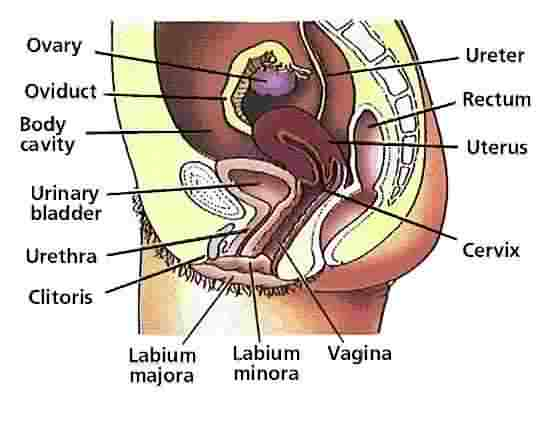 Ovary
Oviduct
Body
cavity
Urinary
bladder
Urethra
Clitoris
Labium
majora
Labium
minora
Vagina
Ureter
Rectum
Uterus
Cervix